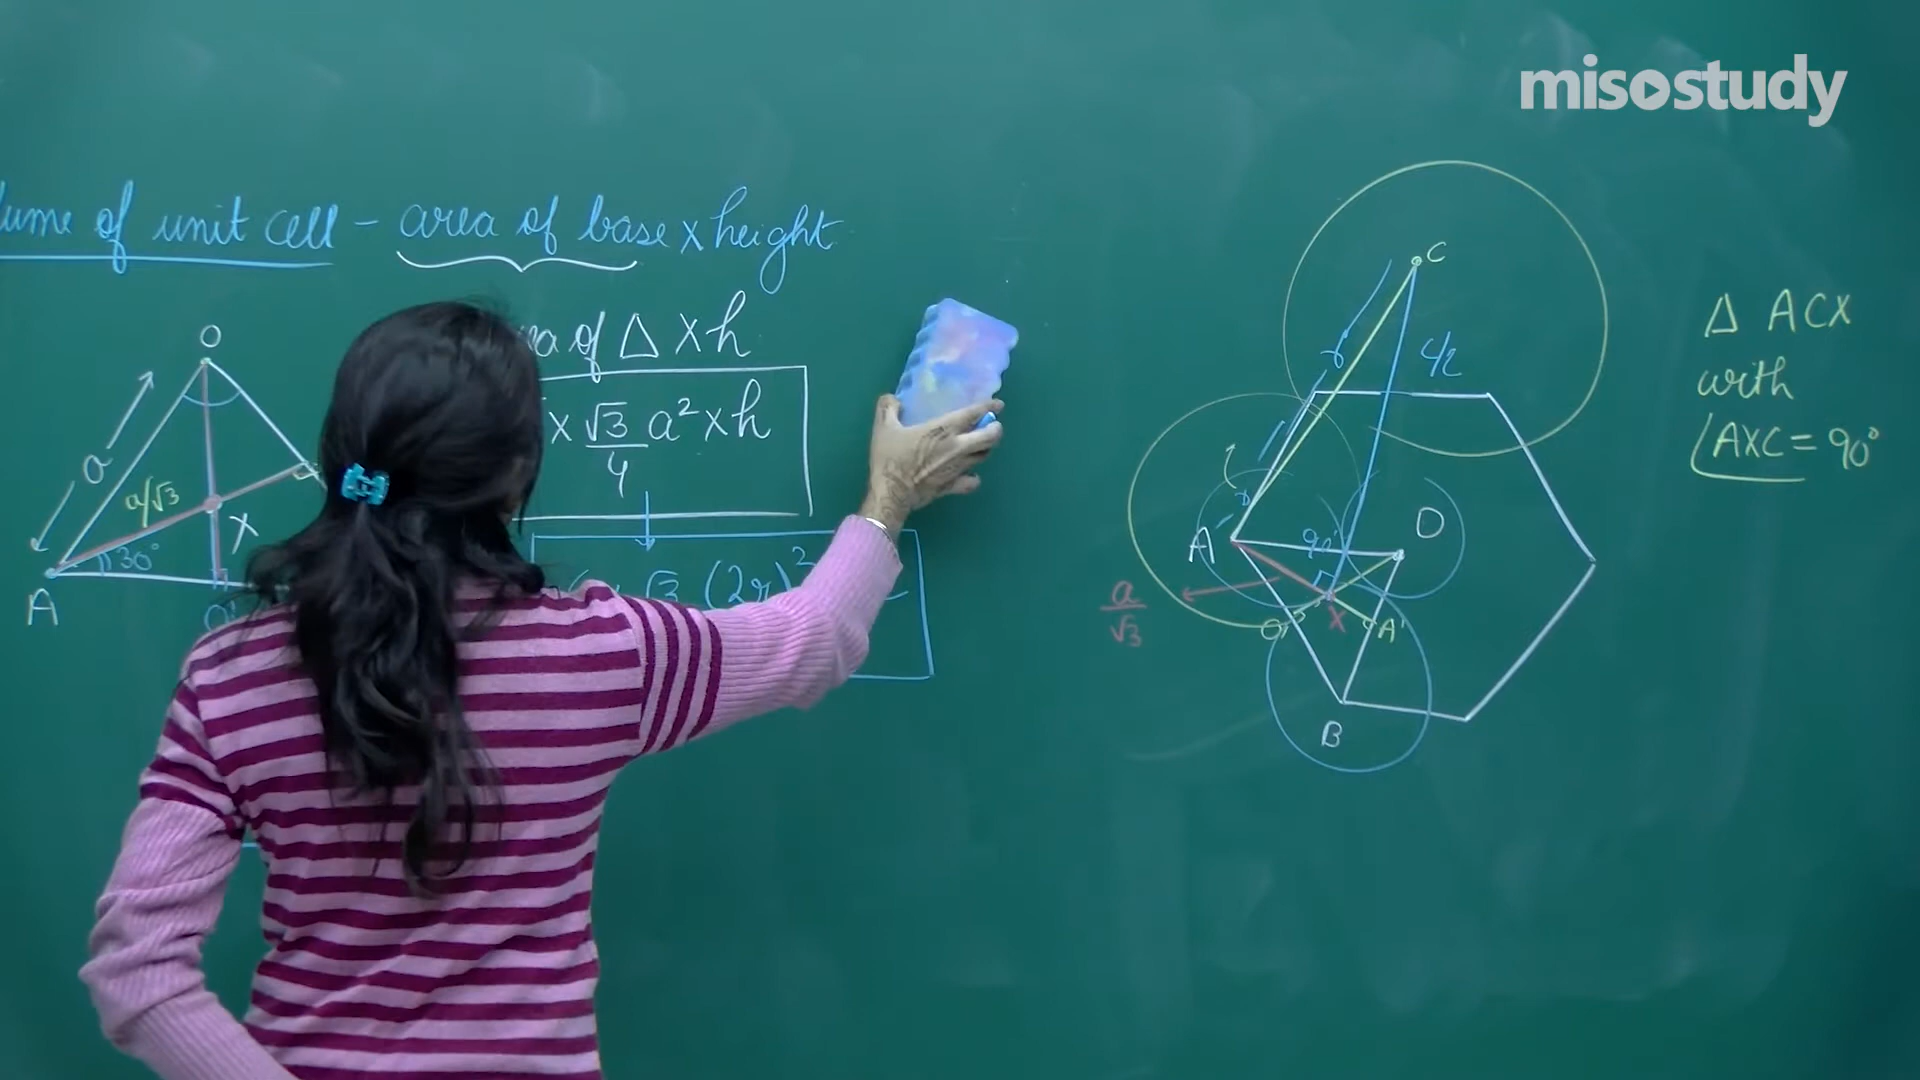 misostudy
lume of unit cell - area of base x height
a of Δ x h
x √3/4 a² x h
√3 (2r)²
O
a
a/√3
X
30°
A
O'
C
r
c/2
A
90°
D
a/√3
O'
X
A'
B
Δ ACX
with
∠AXC = 90°